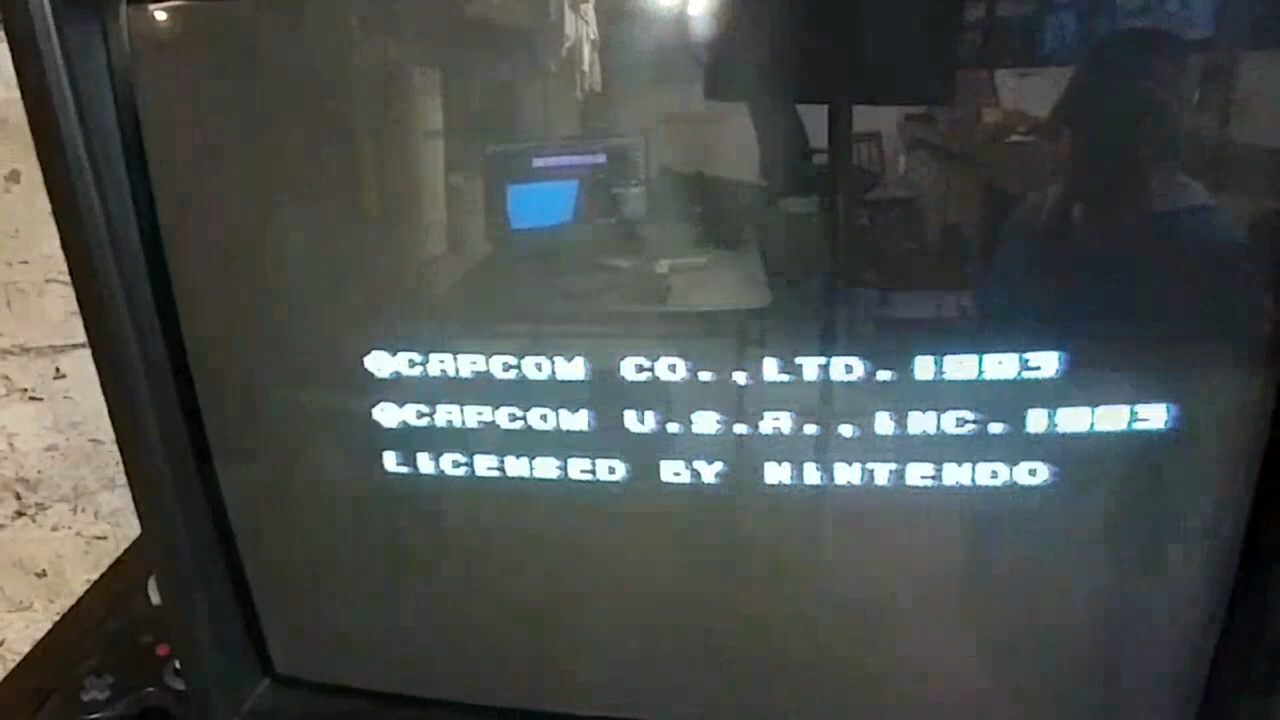 ©CAPCOM CO.,LTD.1993
©CAPCOM U.S.A.,INC.1993
LICENSED BY NINTENDO